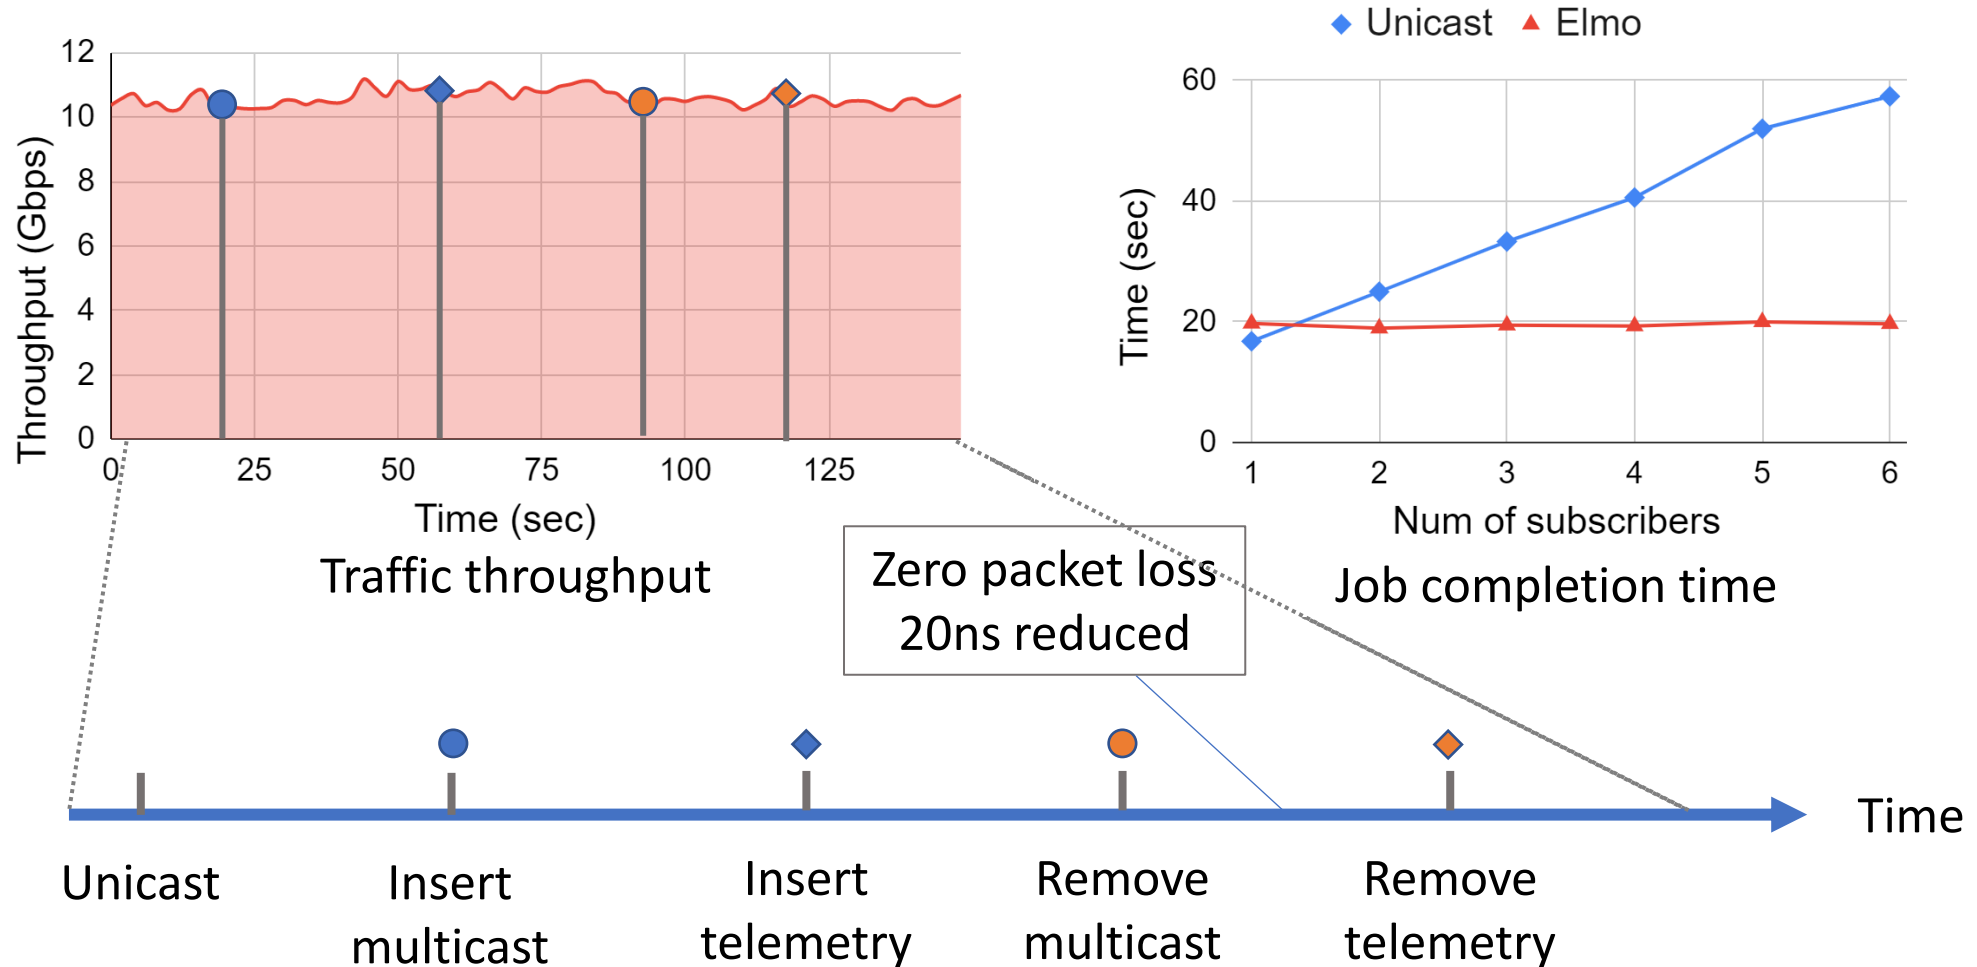 12
10
8
6
4
2
0
Throughput (Gbps)
0 25 50 75 100 125
Time (sec)
Traffic throughput
Unicast Elmo
60
40
20
0
Time (sec)
1 2 3 4 5 6
Num of subscribers
Job completion time
Zero packet loss
20ns reduced
Time
Unicast
Insert
multicast
Insert
telemetry
Remove
multicast
Remove
telemetry